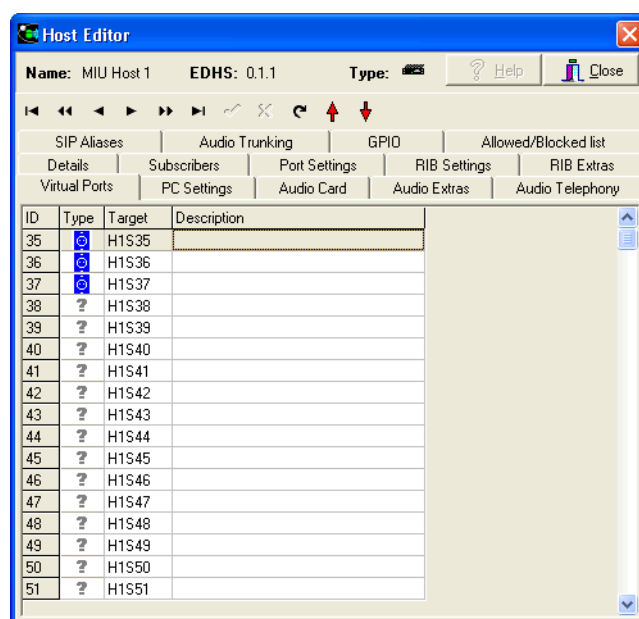 Host Editor
Name: MIU Host 1 EDHS: 0.1.1 Type: Help Close
SIP Aliases Audio Trunking GPIO Allowed/Blocked list
Details Subscribers Port Settings RIB Settings RIB Extras
Virtual Ports PC Settings Audio Card Audio Extras Audio Telephony
ID Type Target Description
35 H1S35
36 H1S36
37 H1S37
38 ? H1S38
39 ? H1S39
40 ? H1S40
41 ? H1S41
42 ? H1S42
43 ? H1S43
44 ? H1S44
45 ? H1S45
46 ? H1S46
47 ? H1S47
48 ? H1S48
49 ? H1S49
50 ? H1S50
51 ? H1S51